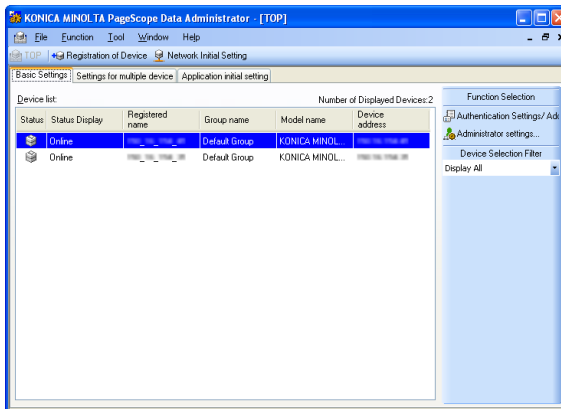 KONICA MINOLTA PageScope Data Administrator - [TOP]
File Function Tool Window Help
TOP Registration of Device Network Initial Setting
Basic Settings Settings for multiple device Application initial setting
Device list: Number of Displayed Devices:2
Function Selection
Status Status Display Registered name Group name Model name Device address
Authentication Settings/
Online Default Group KONICA MINOL...
Administrator settings...
Online Default Group KONICA MINOL...
Device Selection Filter
Display All